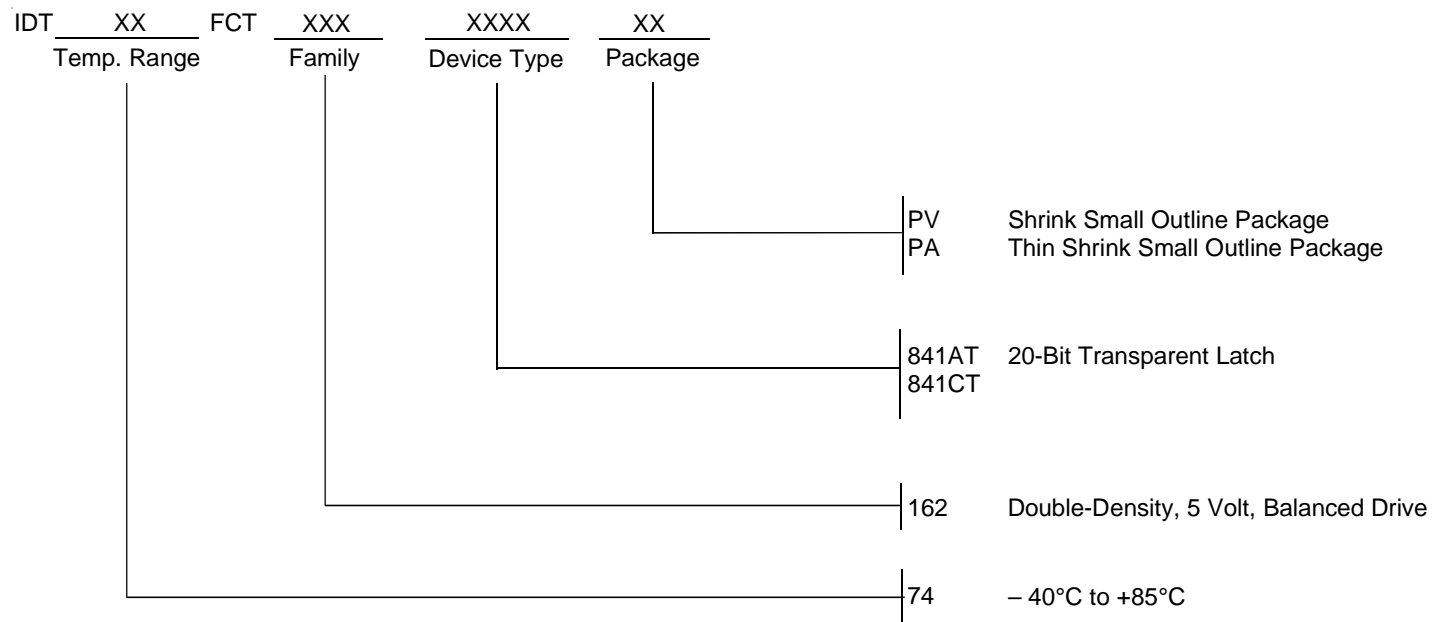 IDT XX FCT XXX XXXX XX
Temp. Range Family Device Type Package
PV Shrink Small Outline Package
PA Thin Shrink Small Outline Package
841AT 20-Bit Transparent Latch
841CT
162 Double-Density, 5 Volt, Balanced Drive
74 – 40°C to +85°C